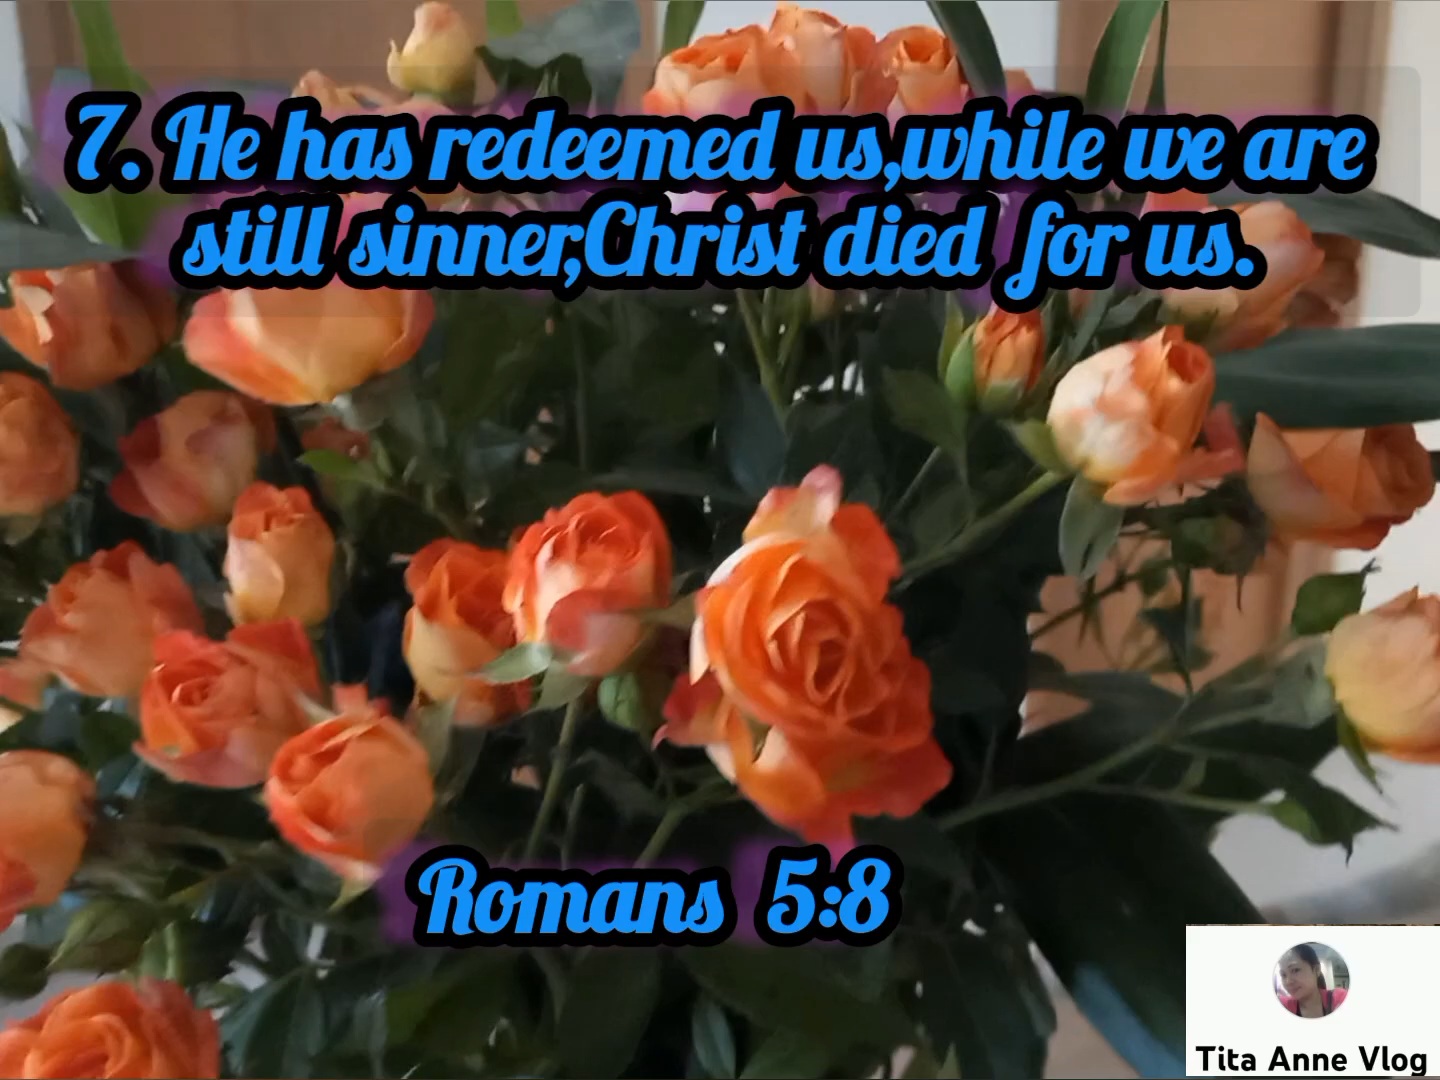 7. He has redeemed us,while we are
still sinner,Christ died for us.
Romans 5:8
Tita Anne Vlog